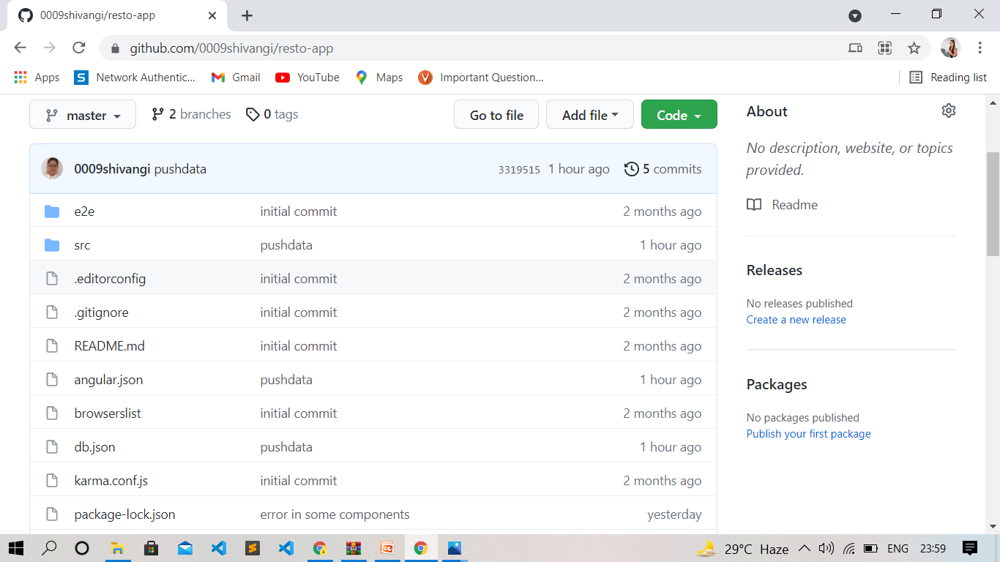 0009shivangi/resto-app
github.com/0009shivangi/resto-app
Apps Network Authentic... Gmail YouTube Maps Important Question... Reading list
master 2 branches 0 tags Go to file Add file Code
0009shivangi pushdata 3319515 1 hour ago 5 commits
e2e initial commit 2 months ago
src pushdata 1 hour ago
.editorconfig initial commit 2 months ago
.gitignore initial commit 2 months ago
README.md initial commit 2 months ago
angular.json pushdata 1 hour ago
browserslist initial commit 2 months ago
db.json pushdata 1 hour ago
karma.conf.js initial commit 2 months ago
package-lock.json error in some components yesterday
About
No description, website, or topics
provided.
Readme
Releases
No releases published
Create a new release
Packages
No packages published
Publish your first package
29°C Haze ENG 23:59